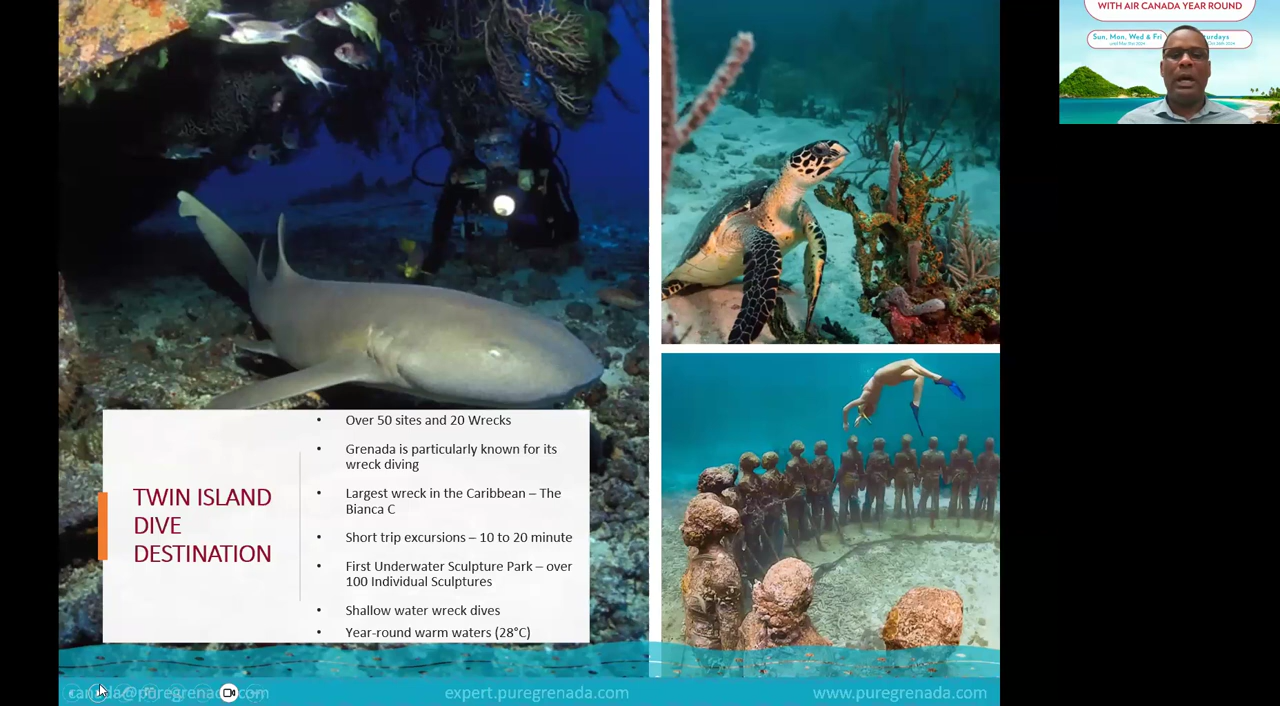 TWIN ISLAND
DIVE
DESTINATION
• Over 50 sites and 20 Wrecks
• Grenada is particularly known for its
wreck diving
• Largest wreck in the Caribbean – The
Bianca C
• Short trip excursions – 10 to 20 minute
• First Underwater Sculpture Park – over
100 Individual Sculptures
• Shallow water wreck dives
• Year-round warm waters (28°C)
canada@puregrenada.com
expert.puregrenada.com
www.puregrenada.com
WITH AIR CANADA YEAR ROUND
Sun, Mon, Wed & Fri